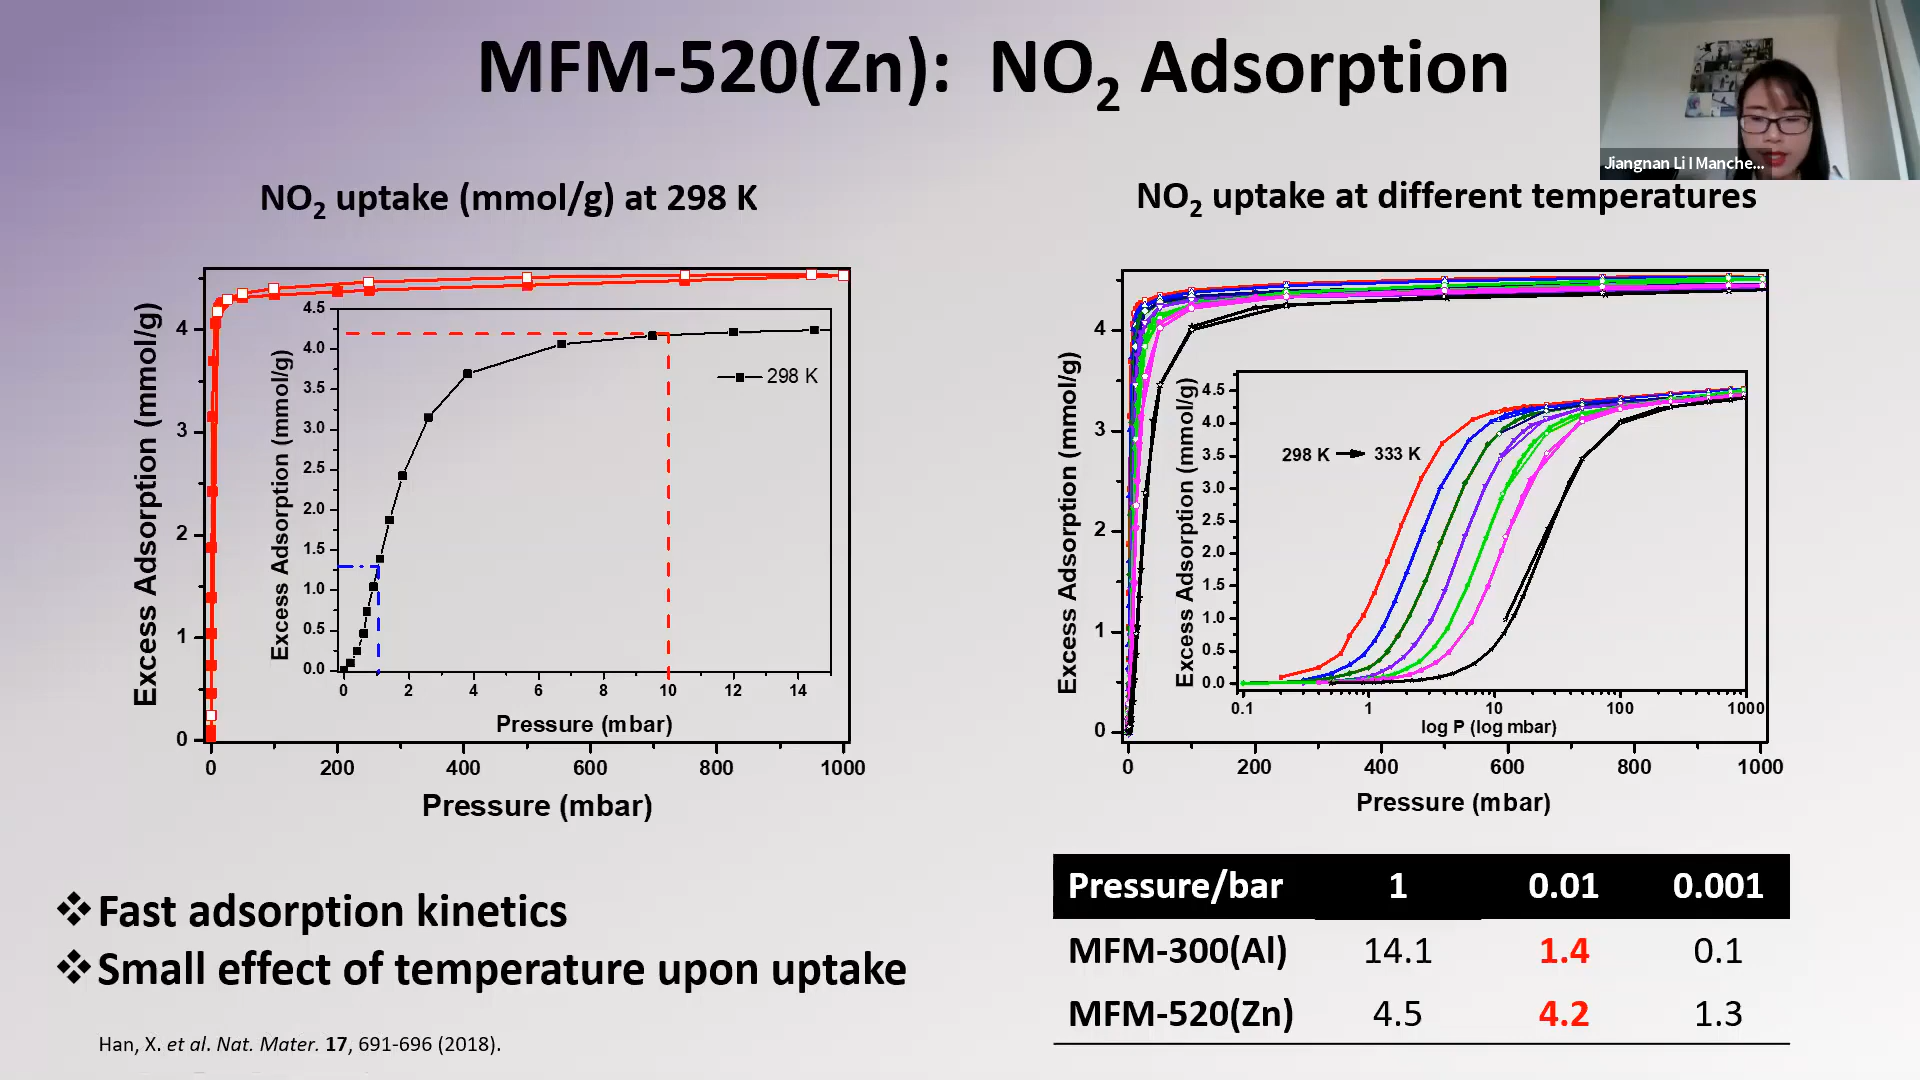 MFM-520(Zn): NO2 Adsorption
Jiangnan Li I Manche...
NO2 uptake (mmol/g) at 298 K
Excess Adsorption (mmol/g)
4
3
2
1
0
0 200 400 600 800 1000
Pressure (mbar)
Excess Adsorption (mmol/g)
4.5
4.0
3.5
3.0
2.5
2.0
1.5
1.0
0.5
0.0
298 K
0 2 4 6 8 10 12 14
Pressure (mbar)
NO2 uptake at different temperatures
Excess Adsorption (mmol/g)
4
3
2
1
0
0 200 400 600 800 1000
Pressure (mbar)
Excess Adsorption (mmol/g)
4.5
4.0
3.5
3.0
2.5
2.0
1.5
1.0
0.5
0.0
298 K 333 K
0.1 1 10 100 1000
log P (log mbar)
❖Fast adsorption kinetics
❖Small effect of temperature upon uptake
Han, X. et al. Nat. Mater. 17, 691-696 (2018).
Pressure/bar 1 0.01 0.001
MFM-300(Al) 14.1 1.4 0.1
MFM-520(Zn) 4.5 4.2 1.3